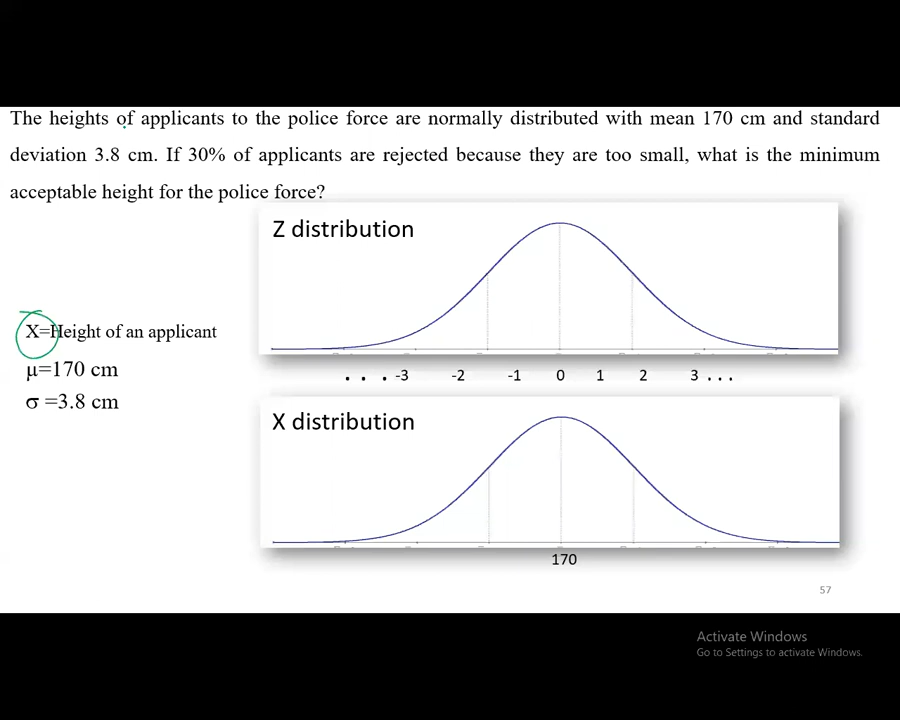 The heights of applicants to the police force are normally distributed with mean 170 cm and standard
deviation 3.8 cm. If 30% of applicants are rejected because they are too small, what is the minimum
acceptable height for the police force?
Z distribution
X=Height of an applicant
μ=170 cm
σ =3.8 cm
. . . -3 -2 -1 0 1 2 3 . . .
X distribution
170
57
Activate Windows
Go to Settings to activate Windows.